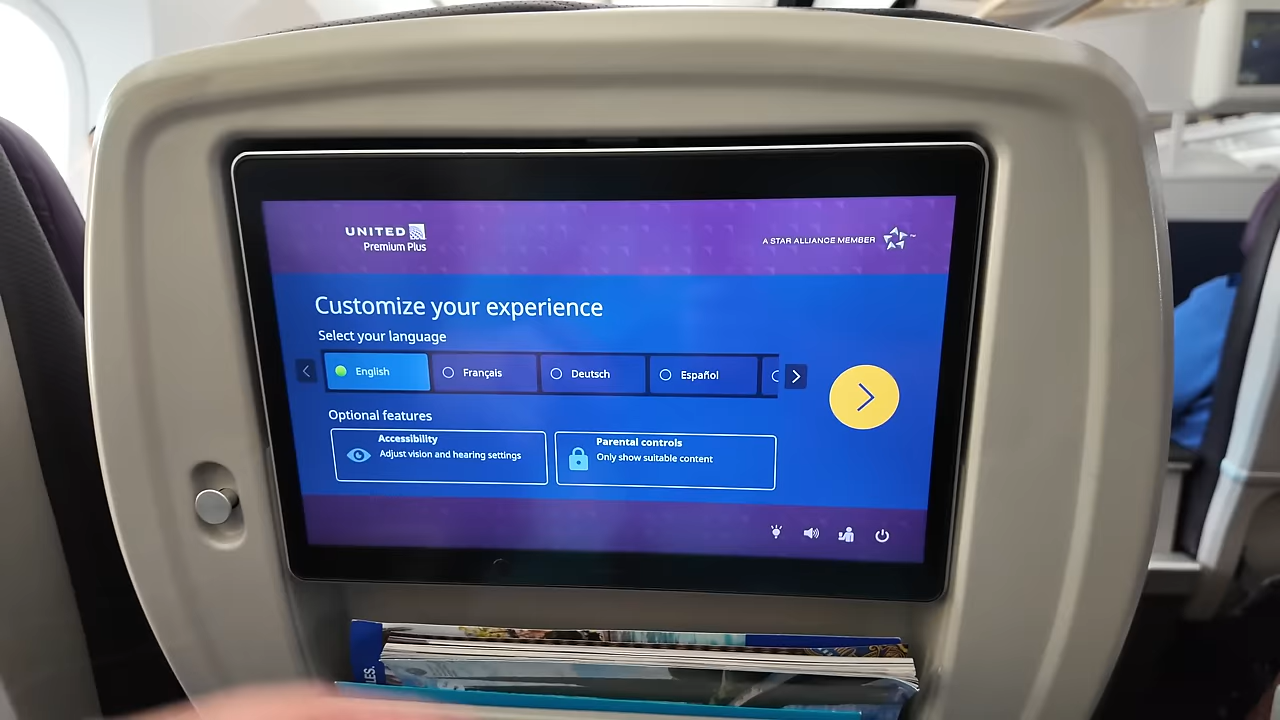 UNITED
Premium Plus
A STAR ALLIANCE MEMBER ™
Customize your experience
Select your language
English Français Deutsch Español
Optional features
Accessibility
Adjust vision and hearing settings
Parental controls
Only show suitable content